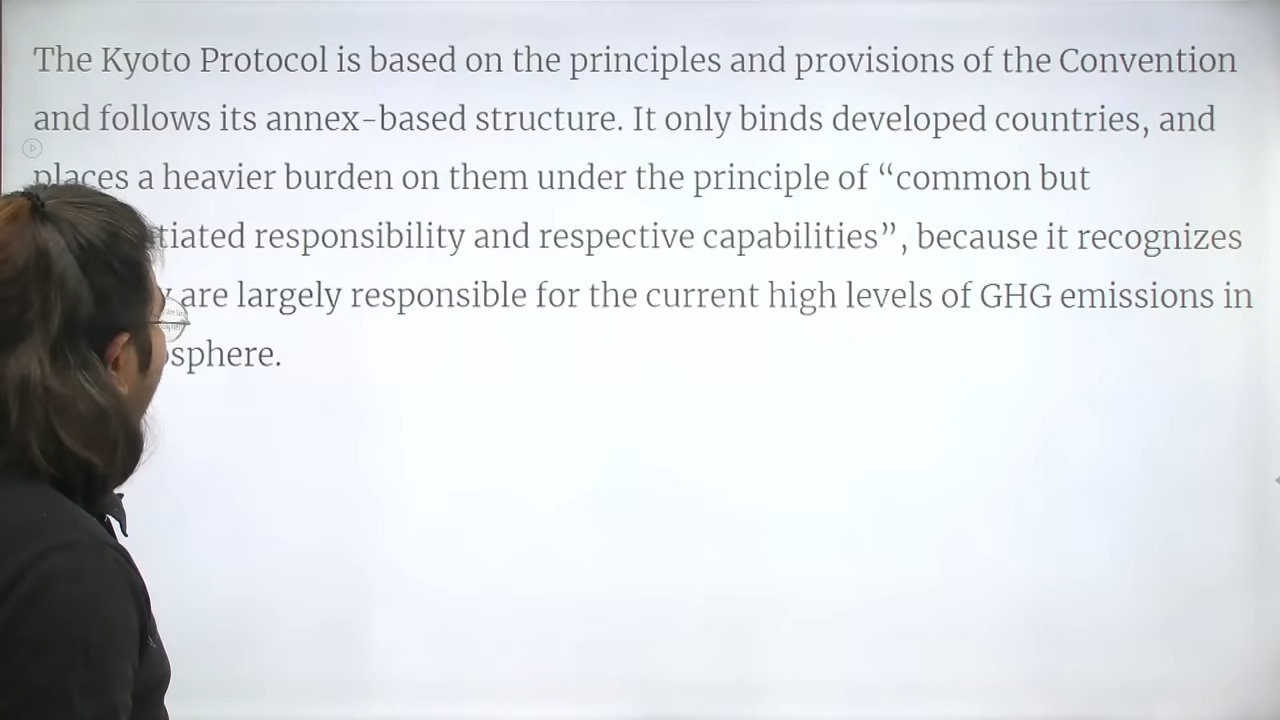 The Kyoto Protocol is based on the principles and provisions of the Convention
and follows its annex-based structure. It only binds developed countries, and
places a heavier burden on them under the principle of “common but
tiated responsibility and respective capabilities”, because it recognizes
are largely responsible for the current high levels of GHG emissions in
sphere.